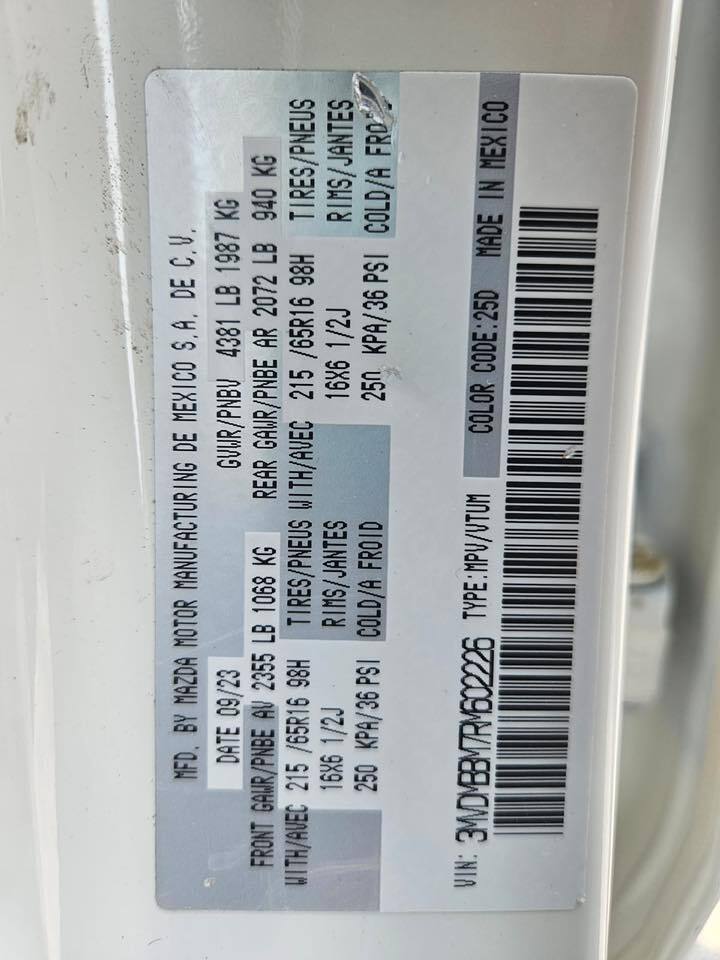 MFD. BY MAZDA MOTOR MANUFACTURING DE MEXICO S.A. DE C.V.
DATE 09/23 GVWR/PNBV 4381 LB 1987 KG
FRONT GAWR/PNBE AV 2355 LB 1068 KG REAR GAWR/PNBE AR 2072 LB 940 KG
WITH/AVEC 215 /65R16 98H TIRES/PNEUS WITH/AVEC 215 /65R16 98H TIRES/PNEUS
16X6 1/2J RIMS/JANTES 16X6 1/2J RIMS/JANTES
250 KPA/36 PSI COLD/A FROID 250 KPA/36 PSI COLD/A
VIN: 3MVDMBBM7RM602226 TYPE:MPV/VTUM COLOR CODE:25D MADE IN MEXICO